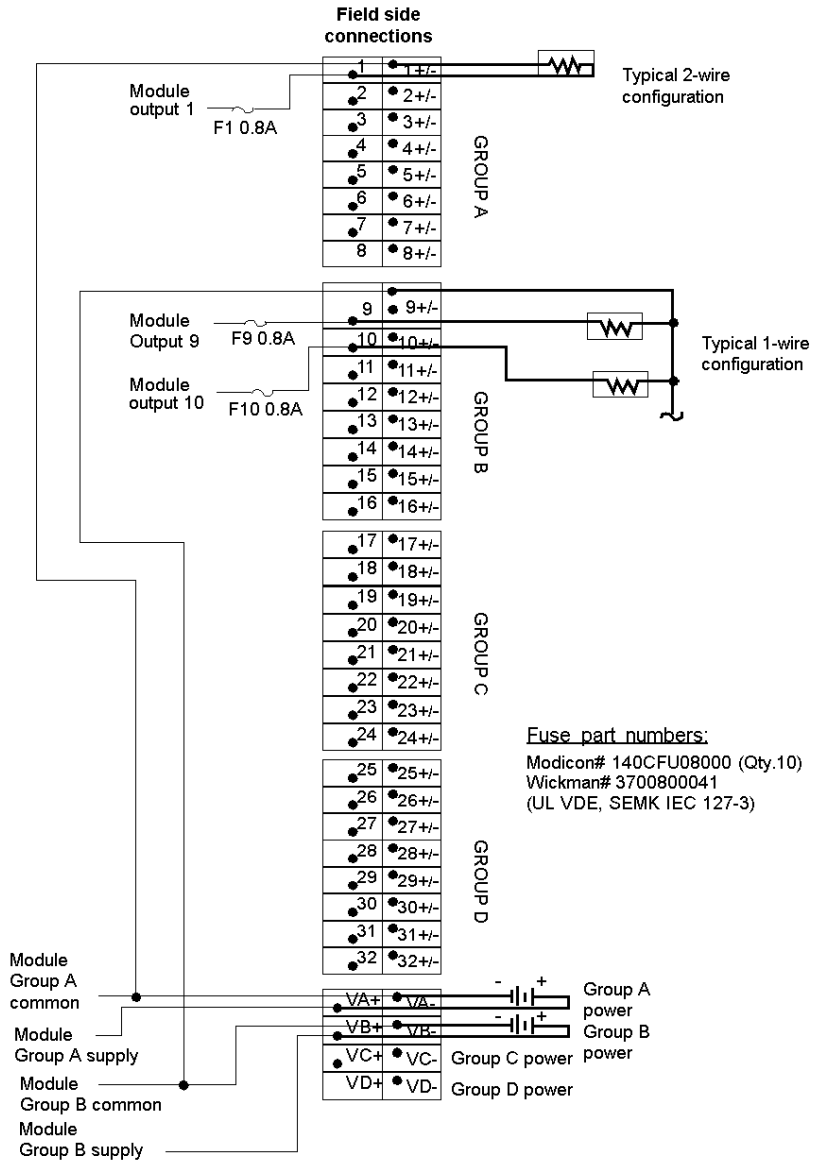 Field side
connections
1 1+/-
Module
output 1
F1 0.8A
Typical 2-wire
configuration
2 2+/-
3 3+/-
4 4+/-
5 5+/-
6 6+/-
7 7+/-
8 8+/-
GROUP A
9 9+/-
Module
Output 9
F9 0.8A
10 10+/-
Typical 1-wire
configuration
11 11+/-
Module
output 10
F10 0.8A
12 12+/-
13 13+/-
14 14+/-
15 15+/-
16 16+/-
GROUP B
17 17+/-
18 18+/-
19 19+/-
20 20+/-
21 21+/-
22 22+/-
23 23+/-
24 24+/-
GROUP C
Fuse part numbers:
Modicon# 140CFU08000 (Qty.10)
Wickman# 3700800041
(UL VDE, SEMK IEC 127-3)
25 25+/-
26 26+/-
27 27+/-
28 28+/-
29 29+/-
30 30+/-
31 31+/-
32 32+/-
GROUP D
Module
Group A
common
VA+ VA-
- +
Group A
power
Module
Group A supply
VB+ VB-
- +
Group B
power
VC+ VC- Group C power
Module
Group B common
VD+ VD- Group D power
Module
Group B supply